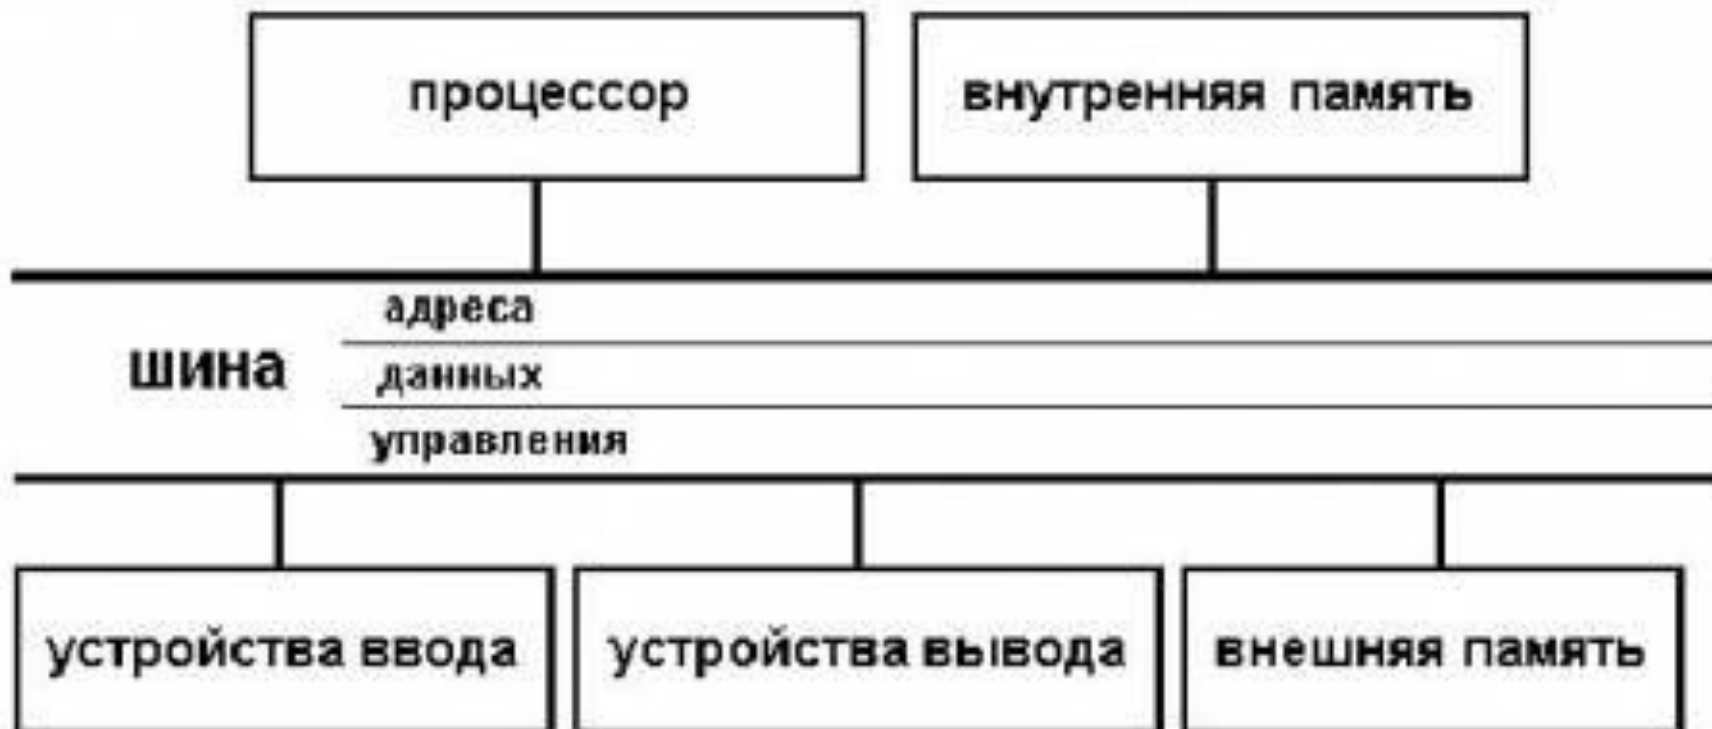 процессор
внутренняя память
адреса
шина
данных
управления
устройства ввода
устройства вывода
внешняя память